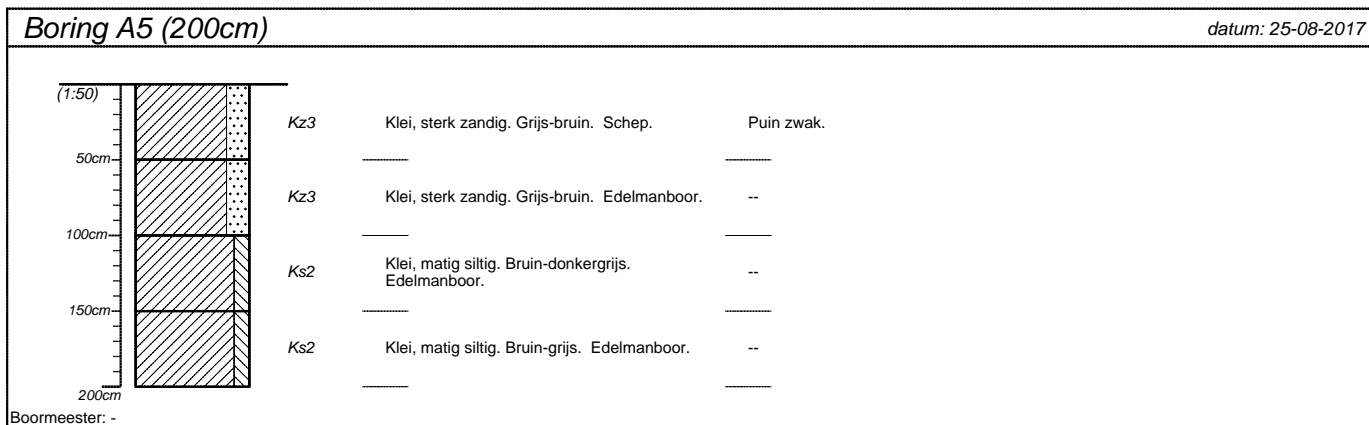 Boring A5 (200cm) datum: 25-08-2017
(1:50)
Kz3 Klei, sterk zandig. Grijs-bruin. Schep. Puin zwak.
50cm
Kz3 Klei, sterk zandig. Grijs-bruin. Edelmanboor. --
100cm
Ks2 Klei, matig siltig. Bruin-donkergrijs. --
Edelmanboor.
150cm
Ks2 Klei, matig siltig. Bruin-grijs. Edelmanboor. --
200cm
Boormeester: -